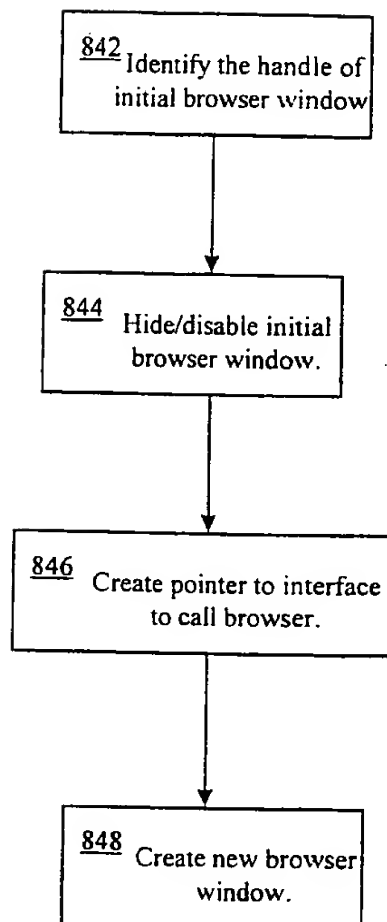 842 Identify the handle of
initial browser window
844
Hide/disable initial
browser window.
846
Create pointer to interface
to call browser.
848 Create new browser
window.